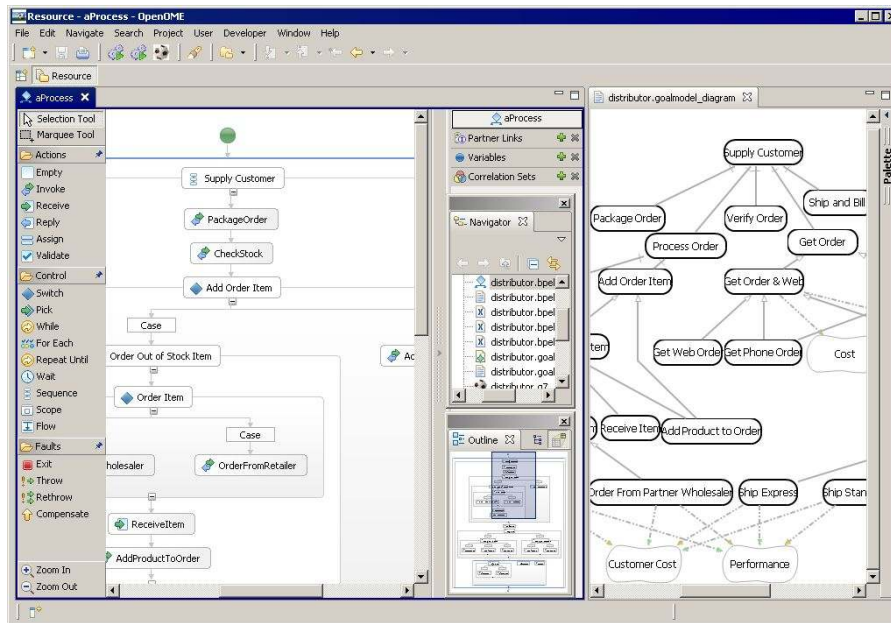 Resource - aProcess - OpenOME
File Edit Navigate Search Project User Developer Window Help
Resource
aProcess
Selection Tool
Marquee Tool
Actions
Empty
Invoke
Receive
Reply
Assign
Validate
Control
Switch
Pick
While
For Each
Repeat Until
Wait
Sequence
Scope
Flow
Faults
Exit
Throw
Rethrow
Compensate
Zoom In
Zoom Out
Supply Customer
PackageOrder
CheckStock
Add Order Item
Case
Order Out of Stock Item
Order Item
Case
olesaler
OrderFromRetailer
ReceiveItem
AddProductToOrder
aProcess
Partner Links
Variables
Correlation Sets
Navigator
distributor.bpel
distributor.bpel
distributor.bpel
distributor.bpel
distributor.bpel
distributor.goal
distributor.goal
distributor.q7
Outline
distributor.goalmodel_diagram
Palette
Supply Customer
Package Order
Verify Order
Ship and Bill
Process Order
Get Order
Add Order Item
Get Order & Web
Get Web Order
Get Phone Order
Cost
Receive Item
Add Product to Order
Order From Partner Wholesaler
Ship Express
Ship Stan
Customer Cost
Performance